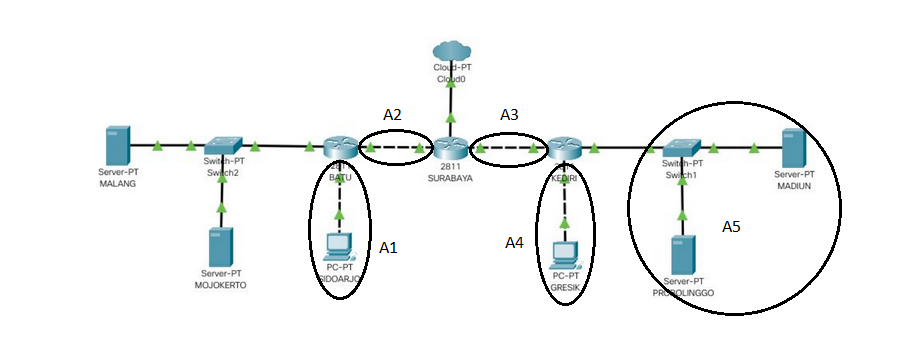 Cloud-PT
Cloud0
A2
A3
Server-PT
MALANG
Switch-PT
Switch2
BATU
2811
SURABAYA
KEDIRI
Switch-PT
Switch1
Server-PT
MADIUN
Server-PT
MOJOKERTO
PC-PT
SIDOARJO
A1
A4
PC-PT
GRESIK
A5
Server-PT
PROBOLINGGO